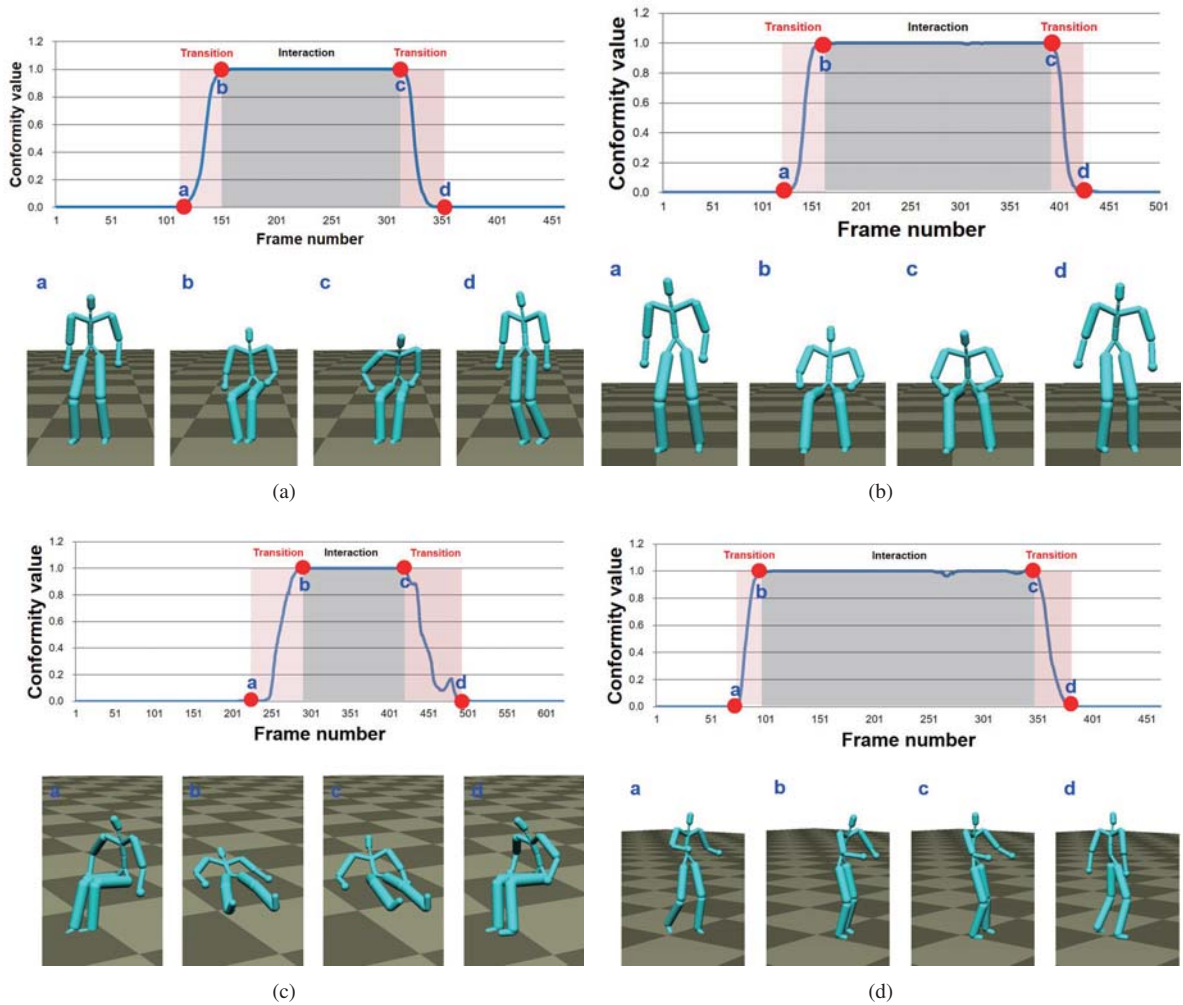 1.2
Transition Interaction Transition
1.0
b c
0.8
0.6
0.4
0.2
a d
0.0
1 51 101 151 201 251 301 351 401 451
Frame number
Conformity value
a b c d
(a)
Transition Interaction Transition
1.2
1.0
b c
0.8
0.6
0.4
0.2
a d
0.0
1 51 101 151 201 251 301 351 401 451 501
Frame number
Conformity value
a b c d
(b)
Transition Interaction Transition
1.2
1.0
b c
0.8
0.6
0.4
0.2
a d
0.0
1 51 101 151 201 251 301 351 401 451 501 551 601
Frame number
Conformity value
a b c d
(c)
Transition Interaction Transition
1.2
1.0
b c
0.8
0.6
0.4
0.2
a d
0.0
1 51 101 151 201 251 301 351 401 451
Frame number
Conformity value
a b c d
(d)